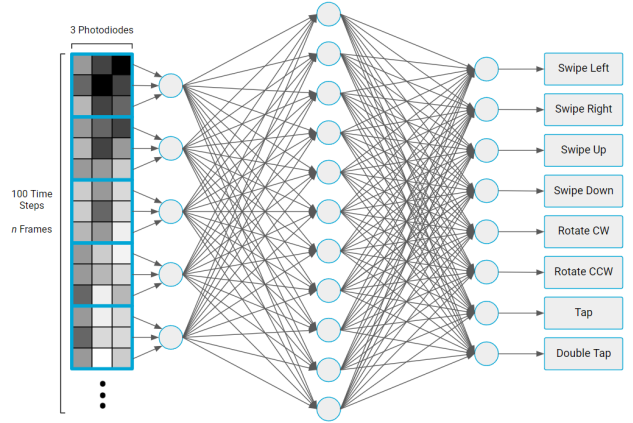 3 Photodiodes
100 Time
Steps
n Frames
Swipe Left
Swipe Right
Swipe Up
Swipe Down
Rotate CW
Rotate CCW
Tap
Double Tap